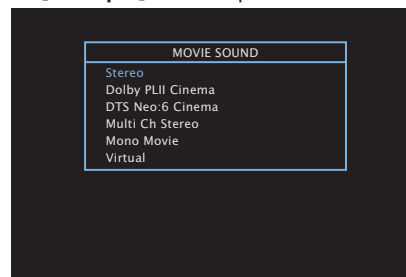 MOVIE SOUND
Stereo
Dolby PLII Cinema
DTS Neo:6 Cinema
Multi Ch Stereo
Mono Movie
Virtual